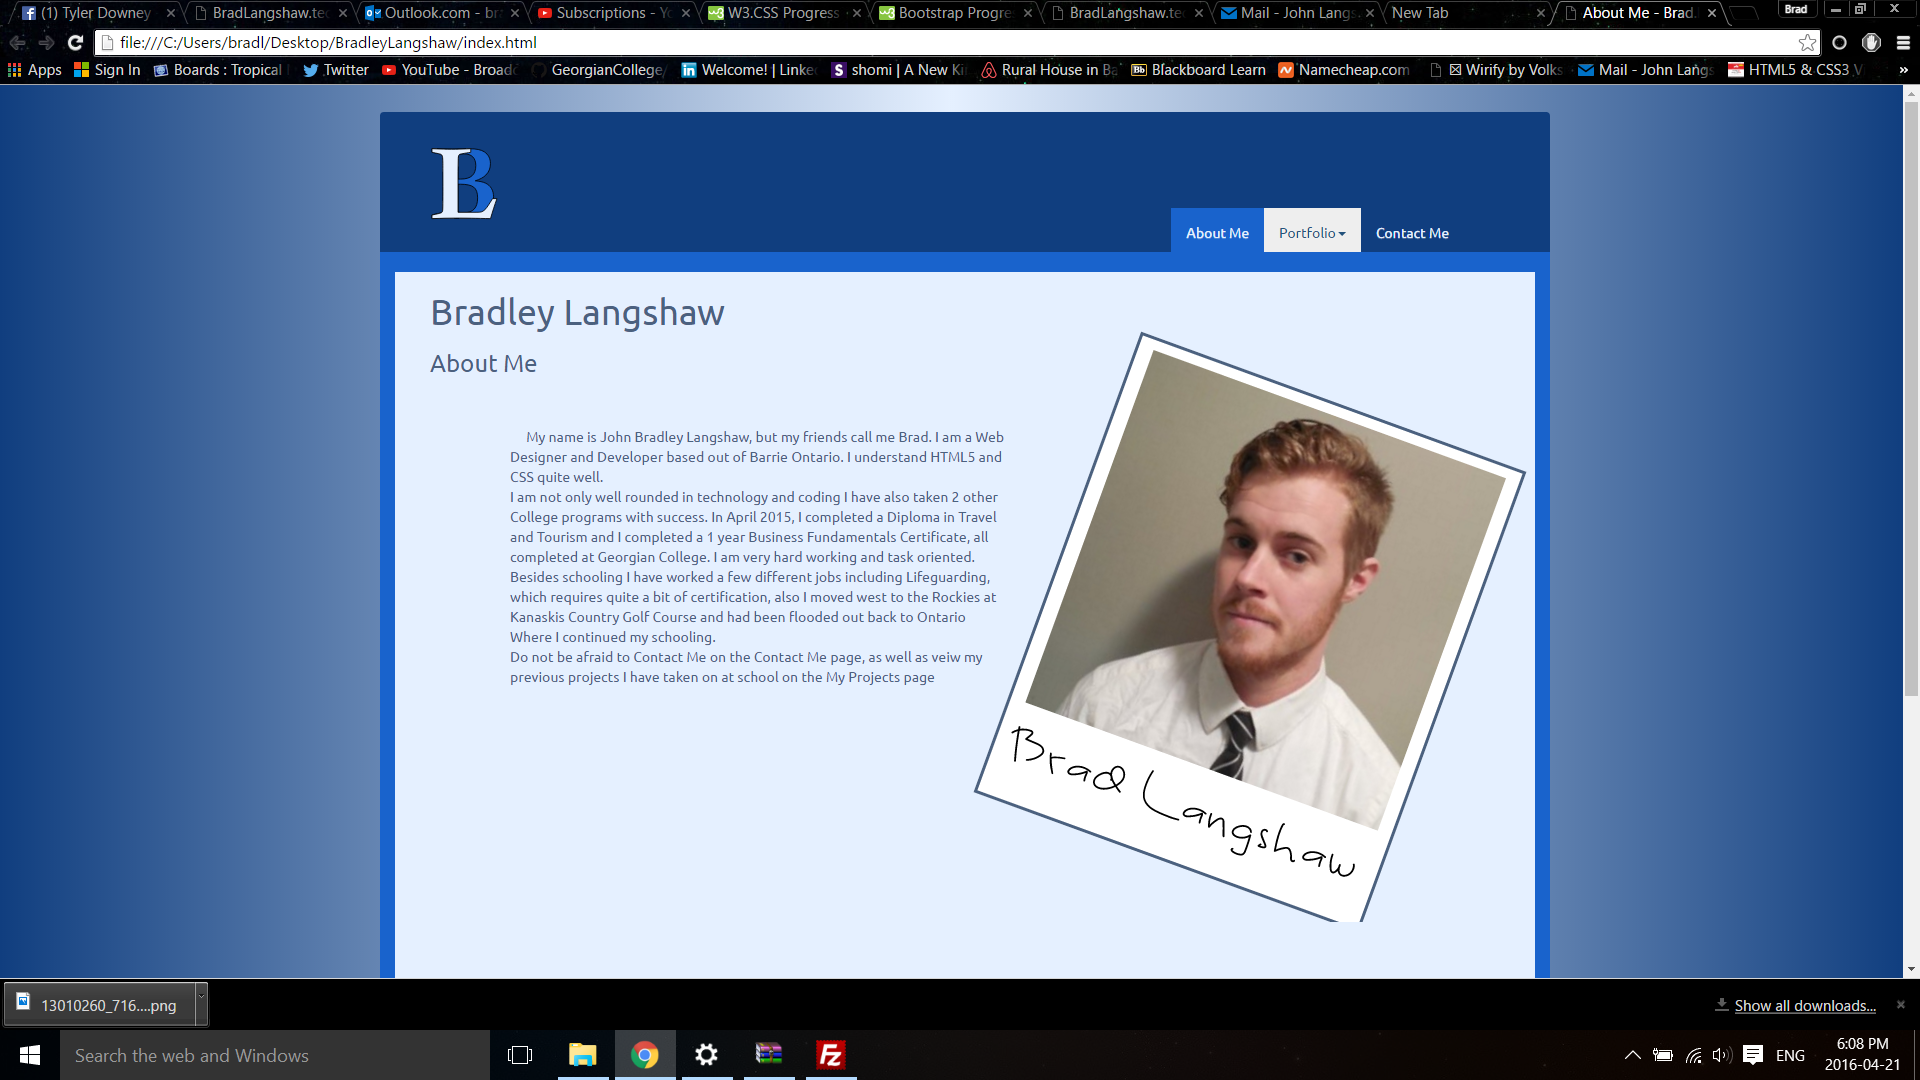 (1) Tyler Downey
BradLangshaw.te
Outlook.com - br
Subscriptions - Yo
W3.CSS Progress
Bootstrap Progre
BradLangshaw.te
Mail - John Langs
New Tab
About Me - Brad
Brad
file:///C:/Users/bradl/Desktop/BradleyLangshaw/index.html
Apps
Sign In
Boards : Tropical
Twitter
YouTube - Broadc
GeorgianCollege/
Welcome! | Linke
shomi | A New Ki
Rural House in Ba
Blackboard Learn
Namecheap.com
Wirify by Volks
Mail - John Langs
HTML5 & CSS3 V
»
B
About Me
Portfolio
Contact Me
Bradley Langshaw
About Me
My name is John Bradley Langshaw, but my friends call me Brad. I am a Web
Designer and Developer based out of Barrie Ontario. I understand HTML5 and
CSS quite well.
I am not only well rounded in technology and coding I have also taken 2 other
College programs with success. In April 2015, I completed a Diploma in Travel
and Tourism and I completed a 1 year Business Fundamentals Certificate, all
completed at Georgian College. I am very hard working and task oriented.
Besides schooling I have worked a few different jobs including Lifeguarding,
which requires quite a bit of certification, also I moved west to the Rockies at
Kanaskis Country Golf Course and had been flooded out back to Ontario
Where I continued my schooling.
Do not be afraid to Contact Me on the Contact Me page, as well as veiw my
previous projects I have taken on at school on the My Projects page
Brad Langshaw
13010260_716....png
Show all downloads...
Search the web and Windows
ENG
6:08 PM
2016-04-21